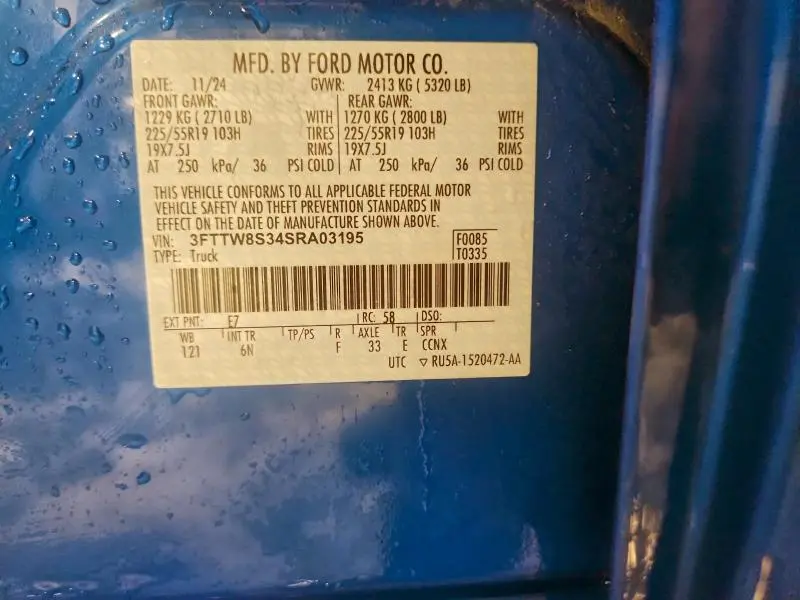 MFD. BY FORD MOTOR CO.
DATE: 11/24 GVWR: 2413 KG ( 5320 LB)
FRONT GAWR: REAR GAWR:
1229 KG ( 2710 LB) WITH 1270 KG ( 2800 LB) WITH
225/55R19 103H TIRES 225/55R19 103H TIRES
19X7.5J RIMS 19X7.5J RIMS
AT 250 kPa/ 36 PSI COLD AT 250 kPa/ 36 PSI COLD
THIS VEHICLE CONFORMS TO ALL APPLICABLE FEDERAL MOTOR
VEHICLE SAFETY AND THEFT PREVENTION STANDARDS IN
EFFECT ON THE DATE OF MANUFACTURE SHOWN ABOVE.
VIN: 3FTTW8S34SRA03195 F0085
TYPE: Truck T0335
EXT PNT: E7 RC: 58 DSO:
WB INT TR TP/PS R AXLE TR SPR
121 6N F 33 E CCNX
UTC ▽ RU5A-1520472-AA